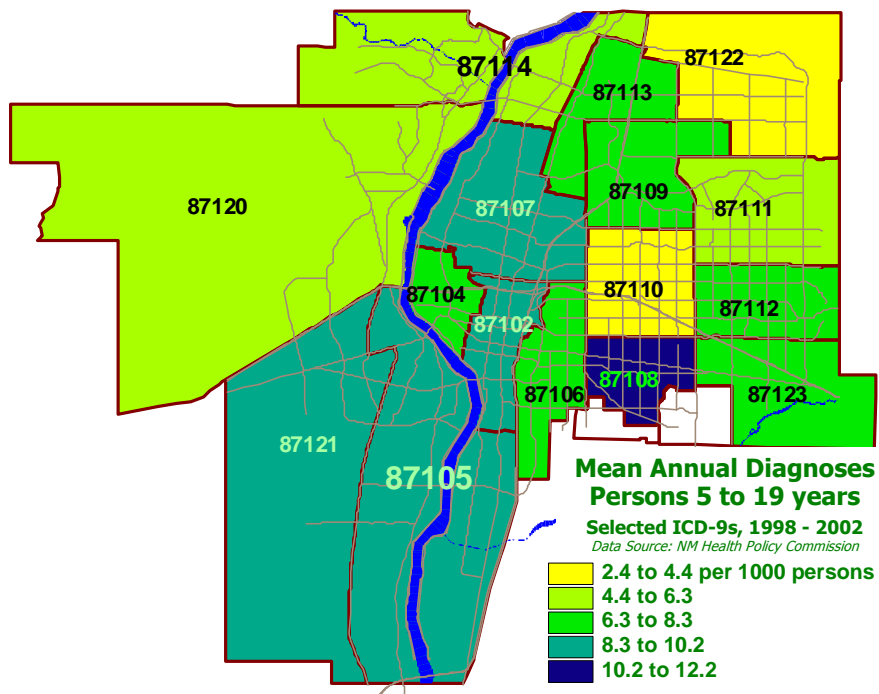 87114
87122
87113
87120
87107
87109
87111
87104
87110
87112
87102
87106
87108
87123
87121
87105
Mean Annual Diagnoses
Persons 5 to 19 years
Selected ICD-9s, 1998 - 2002
Data Source: NM Health Policy Commission
2.4 to 4.4 per 1000 persons
4.4 to 6.3
6.3 to 8.3
8.3 to 10.2
10.2 to 12.2